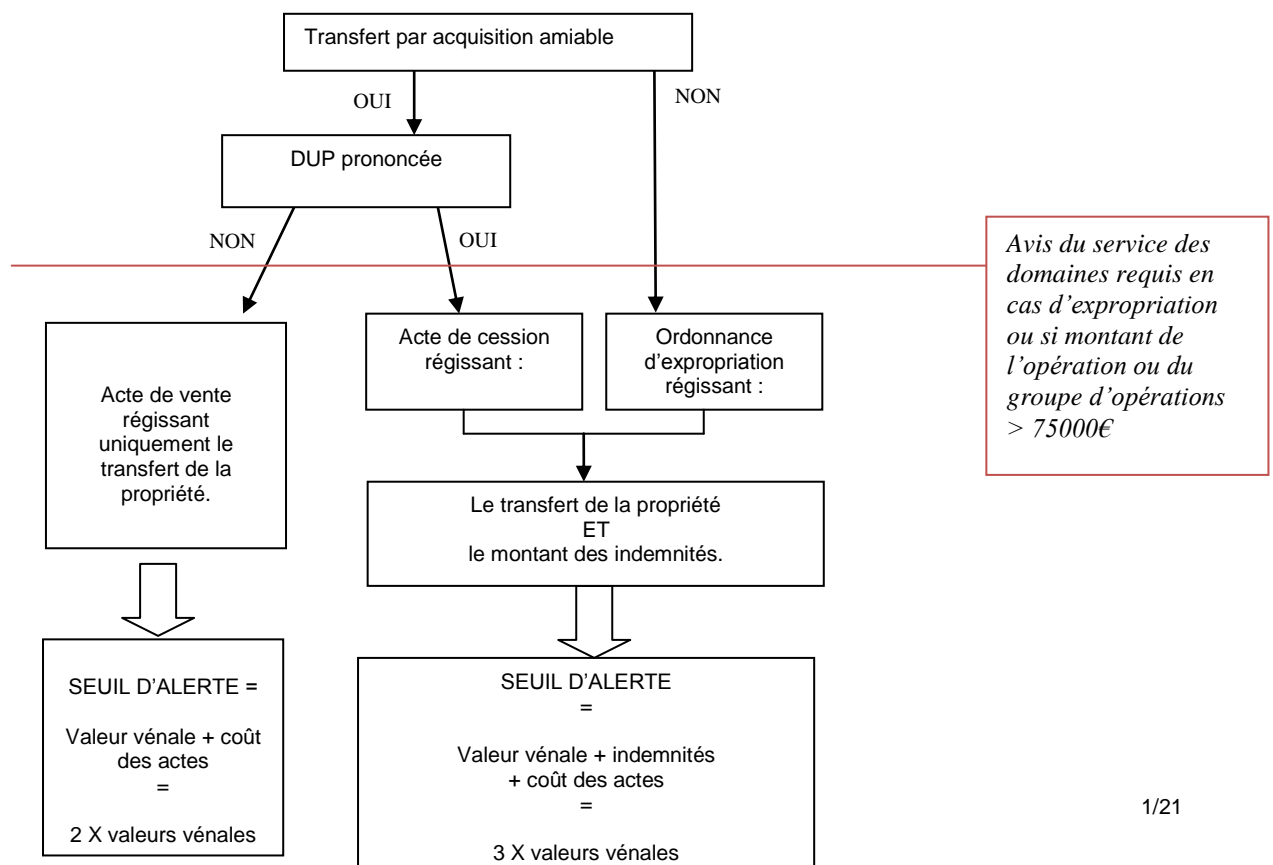 Transfert par acquisition amiable
OUI
NON
DUP prononcée
NON
OUI
Avis du service des
domaines requis en
cas d’expropriation
ou si montant de
l’opération ou du
groupe d’opérations
> 75000€
Acte de vente
régissant
uniquement le
transfert de la
propriété.
Acte de cession
régissant :
Ordonnance
d’expropriation
régissant :
Le transfert de la propriété
ET
le montant des indemnités.
SEUIL D’ALERTE =
Valeur vénale + coût
des actes
=
2 X valeurs vénales
SEUIL D’ALERTE
=
Valeur vénale + indemnités
+ coût des actes
=
3 X valeurs vénales
1/21